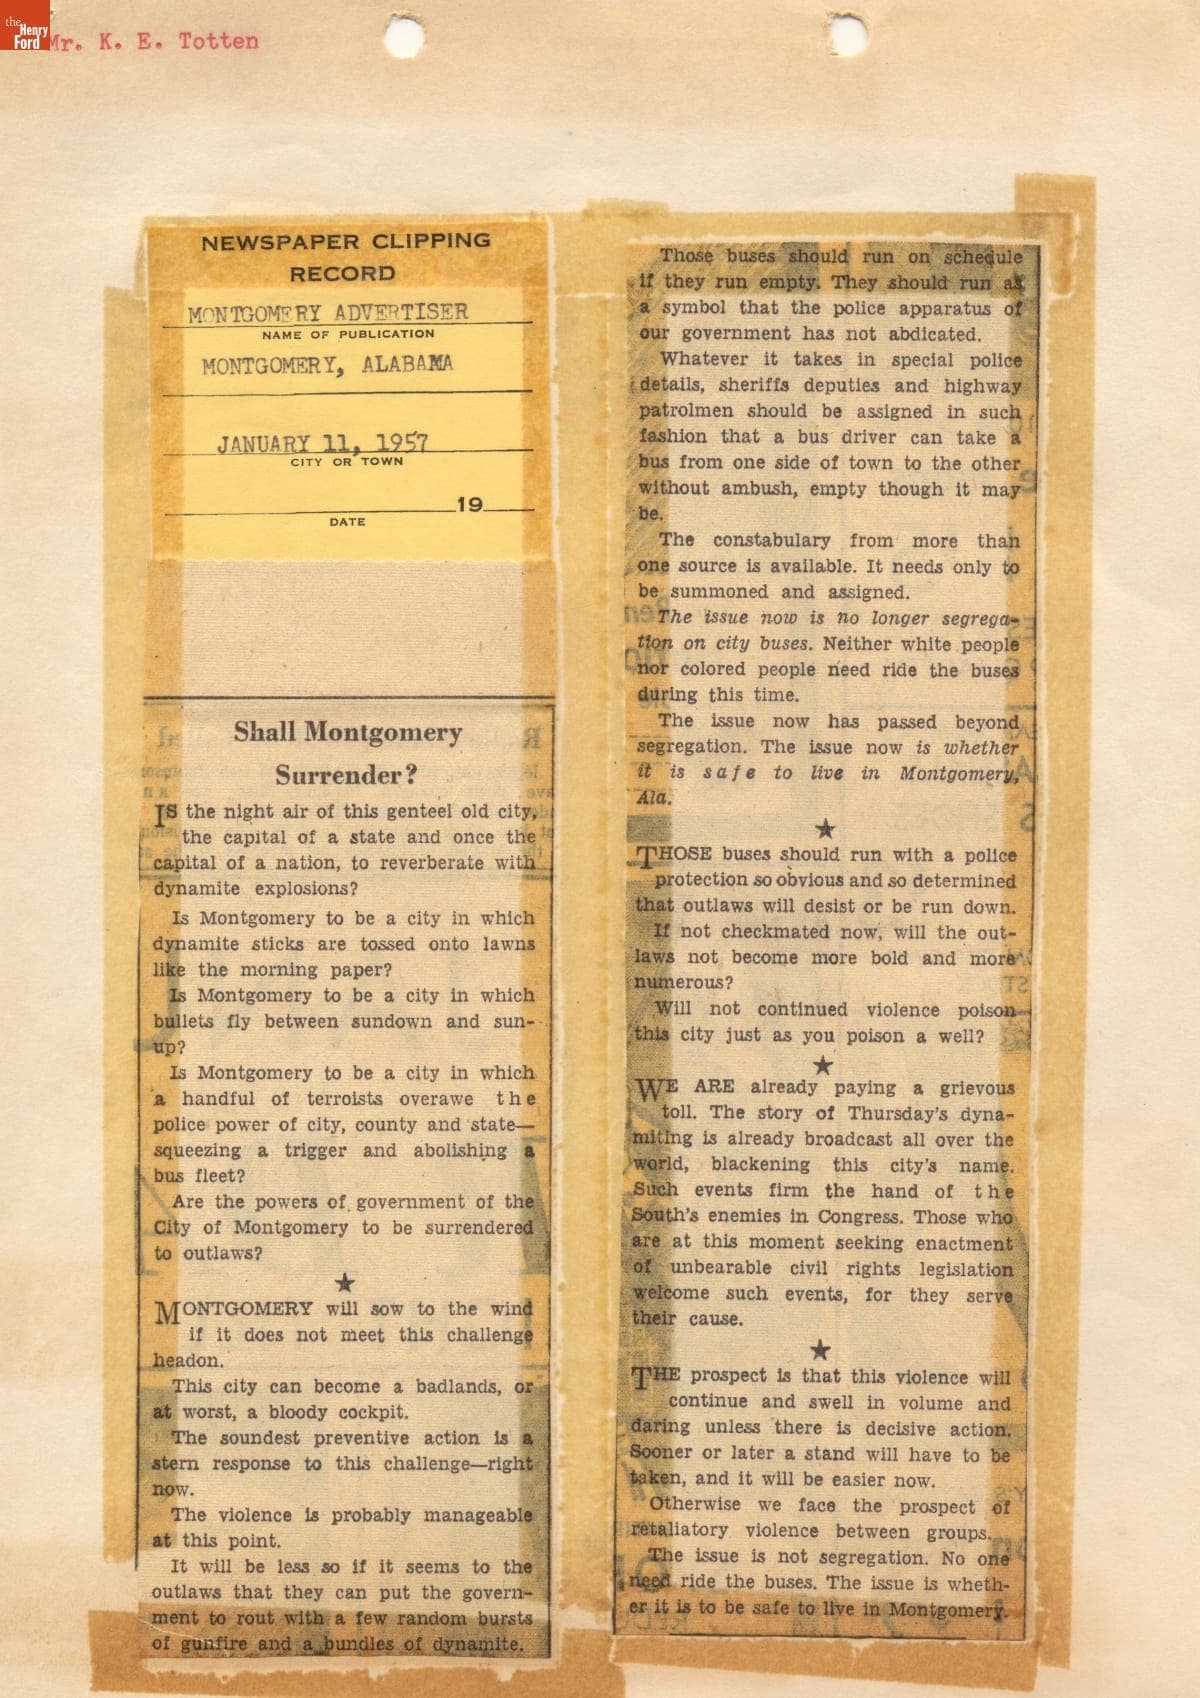 the
Henry
Ford
Mr. K. E. Totten
NEWSPAPER CLIPPING
RECORD
MONTGOMERY ADVERTISER
NAME OF PUBLICATION
MONTGOMERY, ALABAMA
JANUARY 11, 1957
CITY OR TOWN
19
DATE
Shall Montgomery
Surrender?
IS the night air of this genteel old city,
the capital of a state and once the
capital of a nation, to reverberate with
dynamite explosions?
Is Montgomery to be a city in which
dynamite sticks are tossed onto lawns
like the morning paper?
Is Montgomery to be a city in which
bullets fly between sundown and sun-
up?
Is Montgomery to be a city in which
a handful of terroists overawe the
police power of city, county and state—
squeezing a trigger and abolishing a
bus fleet?
Are the powers of government of the
City of Montgomery to be surrendered
to outlaws?
★
MONTGOMERY will sow to the wind
if it does not meet this challenge
headon.
This city can become a badlands, or
at worst, a bloody cockpit.
The soundest preventive action is a
stern response to this challenge—right
now.
The violence is probably manageable
at this point.
It will be less so if it seems to the
outlaws that they can put the govern-
ment to rout with a few random bursts
of gunfire and a bundles of dynamite.
Those buses should run on schedule
if they run empty. They should run as
a symbol that the police apparatus of
our government has not abdicated.
Whatever it takes in special police
details, sheriffs deputies and highway
patrolmen should be assigned in such
fashion that a bus driver can take a
bus from one side of town to the other
without ambush, empty though it may
be.
The constabulary from more than
one source is available. It needs only to
be summoned and assigned.
The issue now is no longer segrega-
tion on city buses. Neither white people
nor colored people need ride the buses
during this time.
The issue now has passed beyond
segregation. The issue now is whether
it is safe to live in Montgomery,
Ala.
★
THOSE buses should run with a police
protection so obvious and so determined
that outlaws will desist or be run down.
If not checkmated now, will the out-
laws not become more bold and more
numerous?
Will not continued violence poison
this city just as you poison a well?
★
WE ARE already paying a grievous
toll. The story of Thursday's dyna-
miting is already broadcast all over the
world, blackening this city's name.
Such events firm the hand of the
South's enemies in Congress. Those who
are at this moment seeking enactment
of unbearable civil rights legislation
welcome such events, for they serve
their cause.
★
THE prospect is that this violence will
continue and swell in volume and
daring unless there is decisive action.
Sooner or later a stand will have to be
taken, and it will be easier now.
Otherwise we face the prospect of
retaliatory violence between groups.
The issue is not segregation. No one
need ride the buses. The issue is wheth-
er it is to be safe to live in Montgomery.